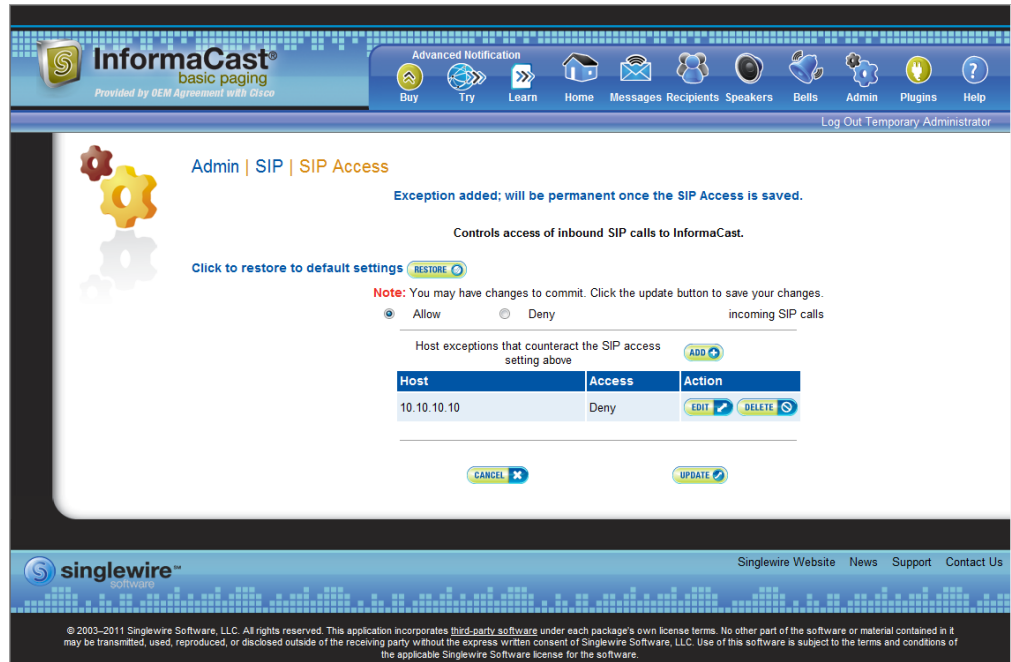 InformaCast®
basic paging
Provided by OEM Agreement with Cisco
Advanced Notification
Buy Try Learn Home Messages Recipients Speakers Bells Admin Plugins Help
Log Out Temporary Administrator
Admin | SIP | SIP Access
Exception added; will be permanent once the SIP Access is saved.
Controls access of inbound SIP calls to InformaCast.
Click to restore to default settings RESTORE
Note: You may have changes to commit. Click the update button to save your changes.
Allow Deny incoming SIP calls
Host exceptions that counteract the SIP access
setting above
ADD
Host Access Action
10.10.10.10 Deny EDIT DELETE
CANCEL UPDATE
singlewire™
software
Singlewire Website News Support Contact Us
© 2003–2011 Singlewire Software, LLC. All rights reserved. This application incorporates third-party software under each package's own license terms. No other part of the software or material contained in it
may be transmitted, used, reproduced, or disclosed outside of the receiving party without the express written consent of Singlewire Software, LLC. Use of this software is subject to the terms and conditions of
the applicable Singlewire Software license for the software.